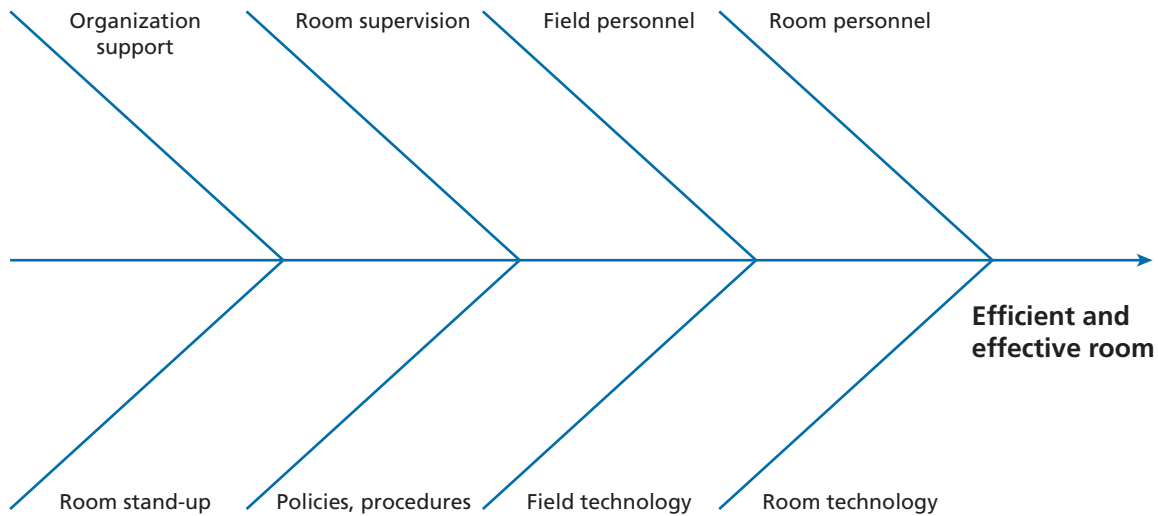 Organization
support
Room supervision
Field personnel
Room personnel
Efficient and
effective room
Room stand-up
Policies, procedures
Field technology
Room technology